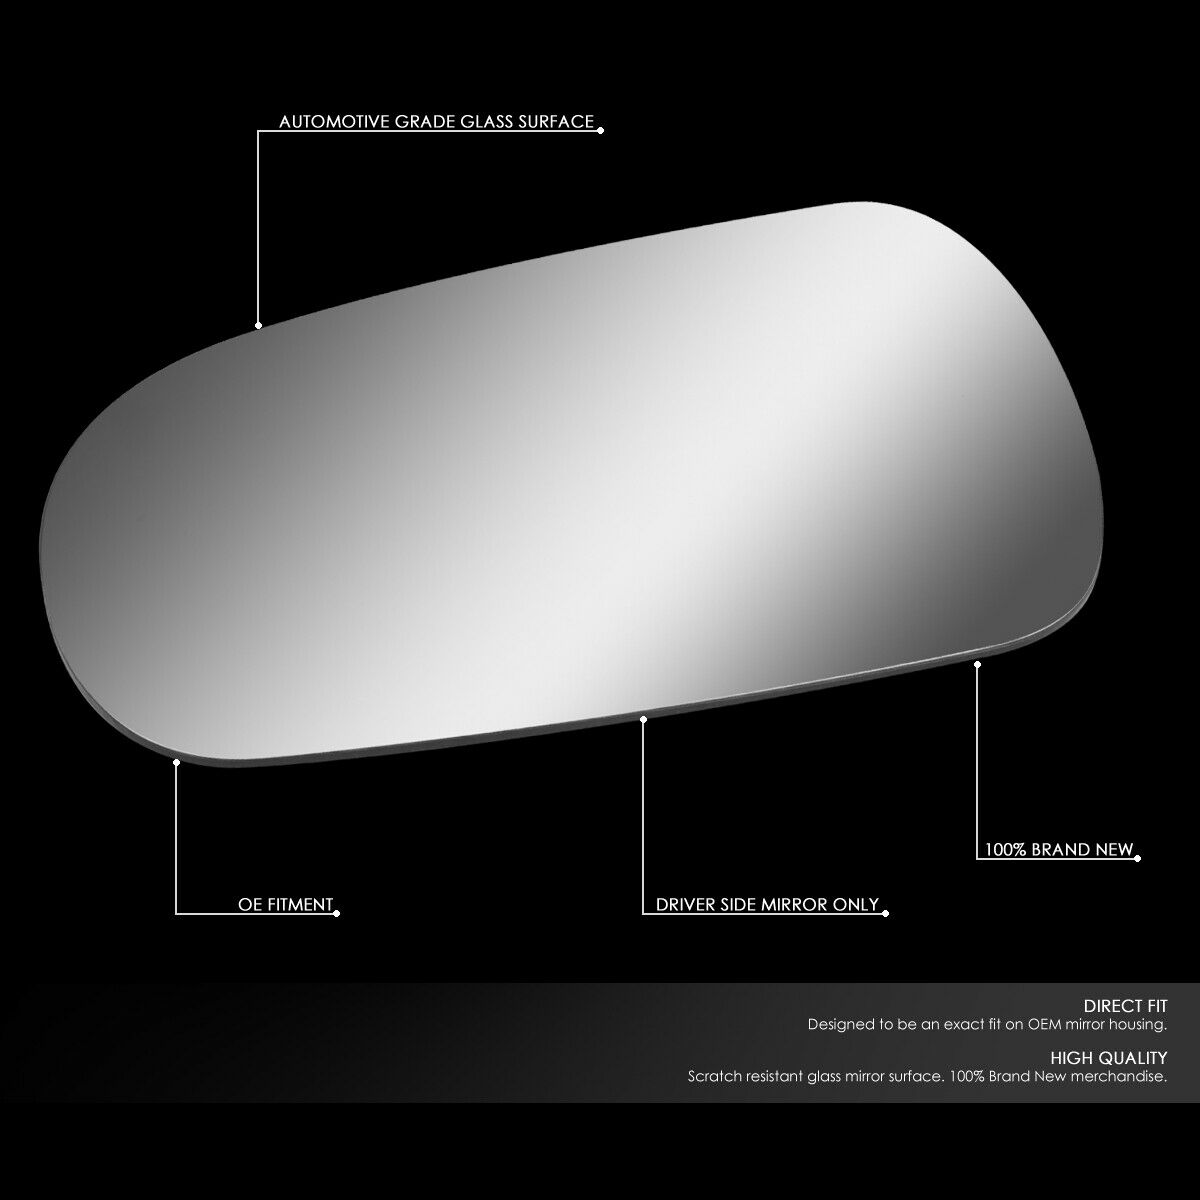 AUTOMOTIVE GRADE GLASS SURFACE
100% BRAND NEW
OE FITMENT
DRIVER SIDE MIRROR ONLY
DIRECT FIT
Designed to be an exact fit on OEM mirror housing.
HIGH QUALITY
Scratch resistant glass mirror surface. 100% Brand New merchandise.